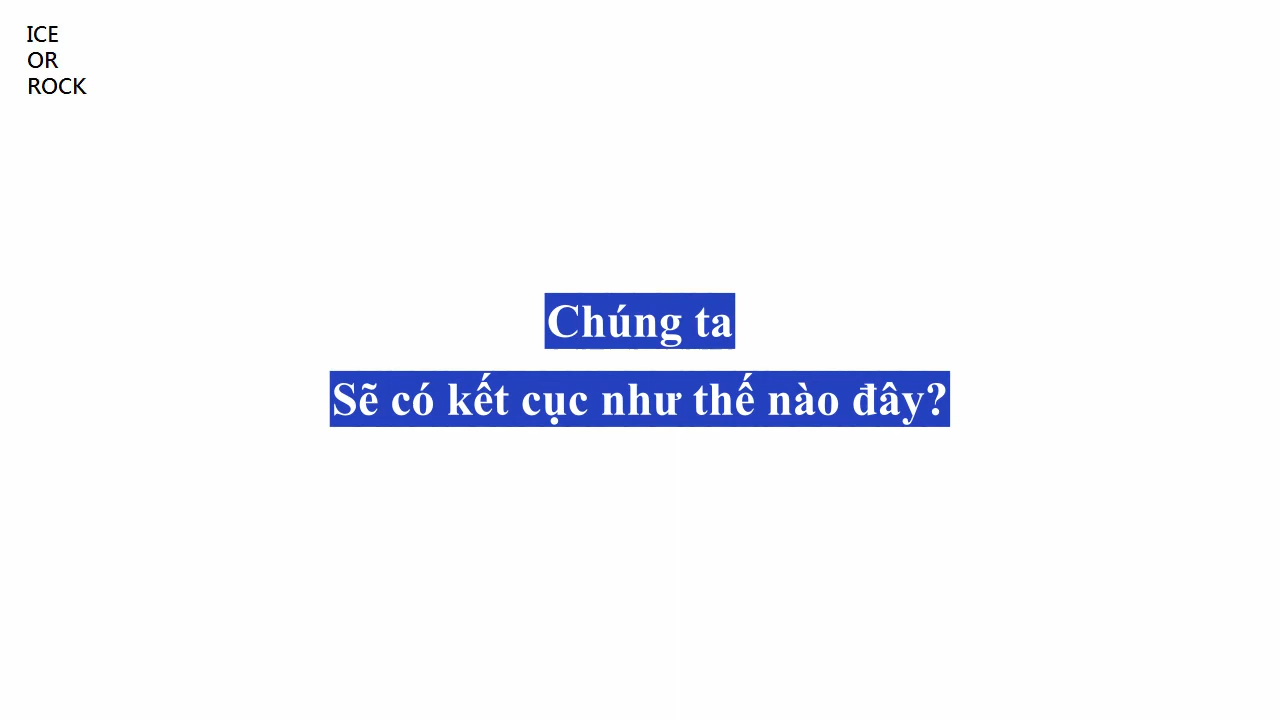 ICE
OR
ROCK
Chúng ta
Sẽ có kết cục như thế nào đây?